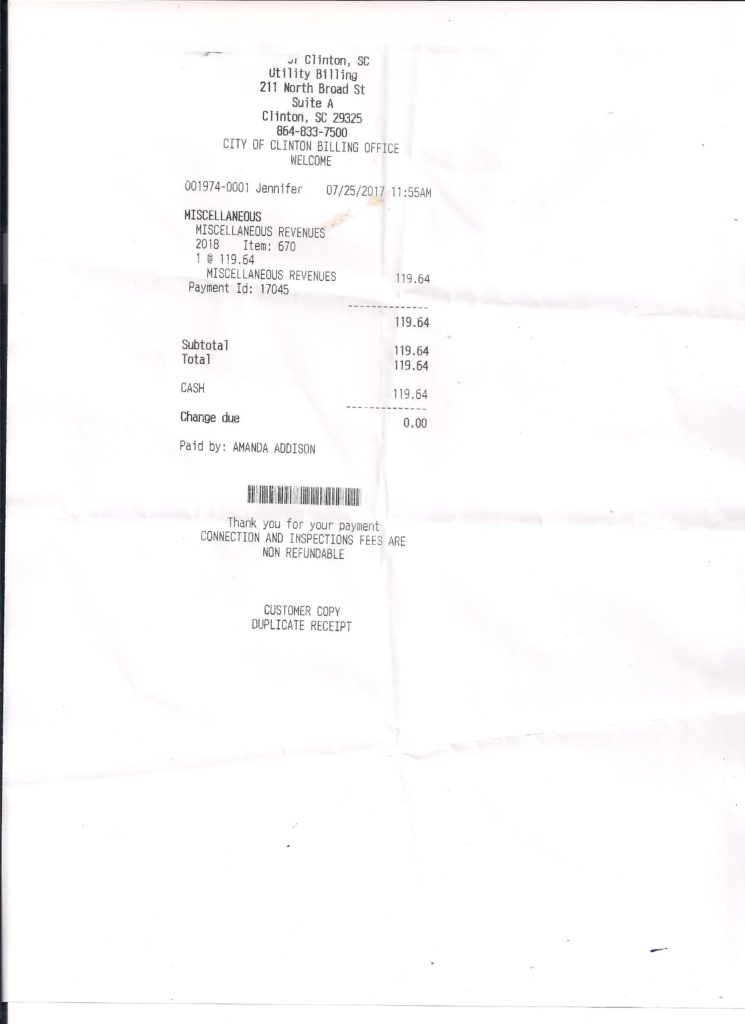 Clinton, SC
Utility Billing
211 North Broad St
Suite A
Clinton, SC 29325
864-833-7500
CITY OF CLINTON BILLING OFFICE
WELCOME
001974-0001 Jennifer 07/25/2017 11:55AM
MISCELLANEOUS
MISCELLANEOUS REVENUES
2018 Item: 670
1 @ 119.64
MISCELLANEOUS REVENUES 119.64
Payment Id: 17045
--------------
119.64
Subtotal 119.64
Total 119.64
CASH 119.64
--------------
Change due 0.00
Paid by: AMANDA ADDISON
Thank you for your payment
CONNECTION AND INSPECTIONS FEES ARE
NON REFUNDABLE
CUSTOMER COPY
DUPLICATE RECEIPT